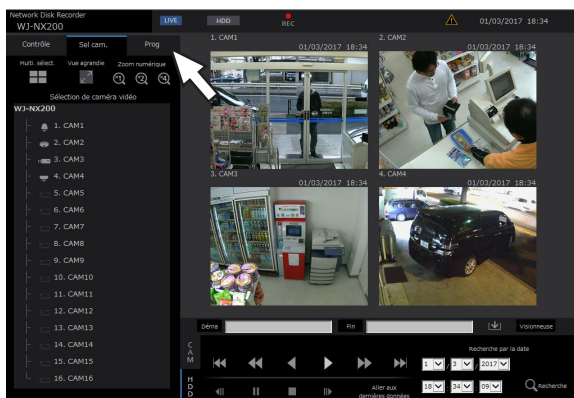 Network Disk Recorder
WJ-NX200
LIVE
HDD
REC
01/03/2017 18:34
Contrôle
Sel cam.
Prog
Multi. sélect.
Vue agrandie
Zoom numérique
x1
x2
x4
Sélection de caméra vidéo
WJ-NX200
1. CAM1
2. CAM2
3. CAM3
4. CAM4
5. CAM5
6. CAM6
7. CAM7
8. CAM8
9. CAM9
10. CAM10
11. CAM11
12. CAM12
13. CAM13
14. CAM14
15. CAM15
16. CAM16
1. CAM1
01/03/2017 18:34
2. CAM2
01/03/2017 18:34
3. CAM3
01/03/2017 18:34
4. CAM4
01/03/2017 18:34
Déma
Fin
Visionneuse
CAM
HDD
Aller aux
dernières données
Recherche par la date
1 / 3 / 2017
18 : 34 : 09
Recherche